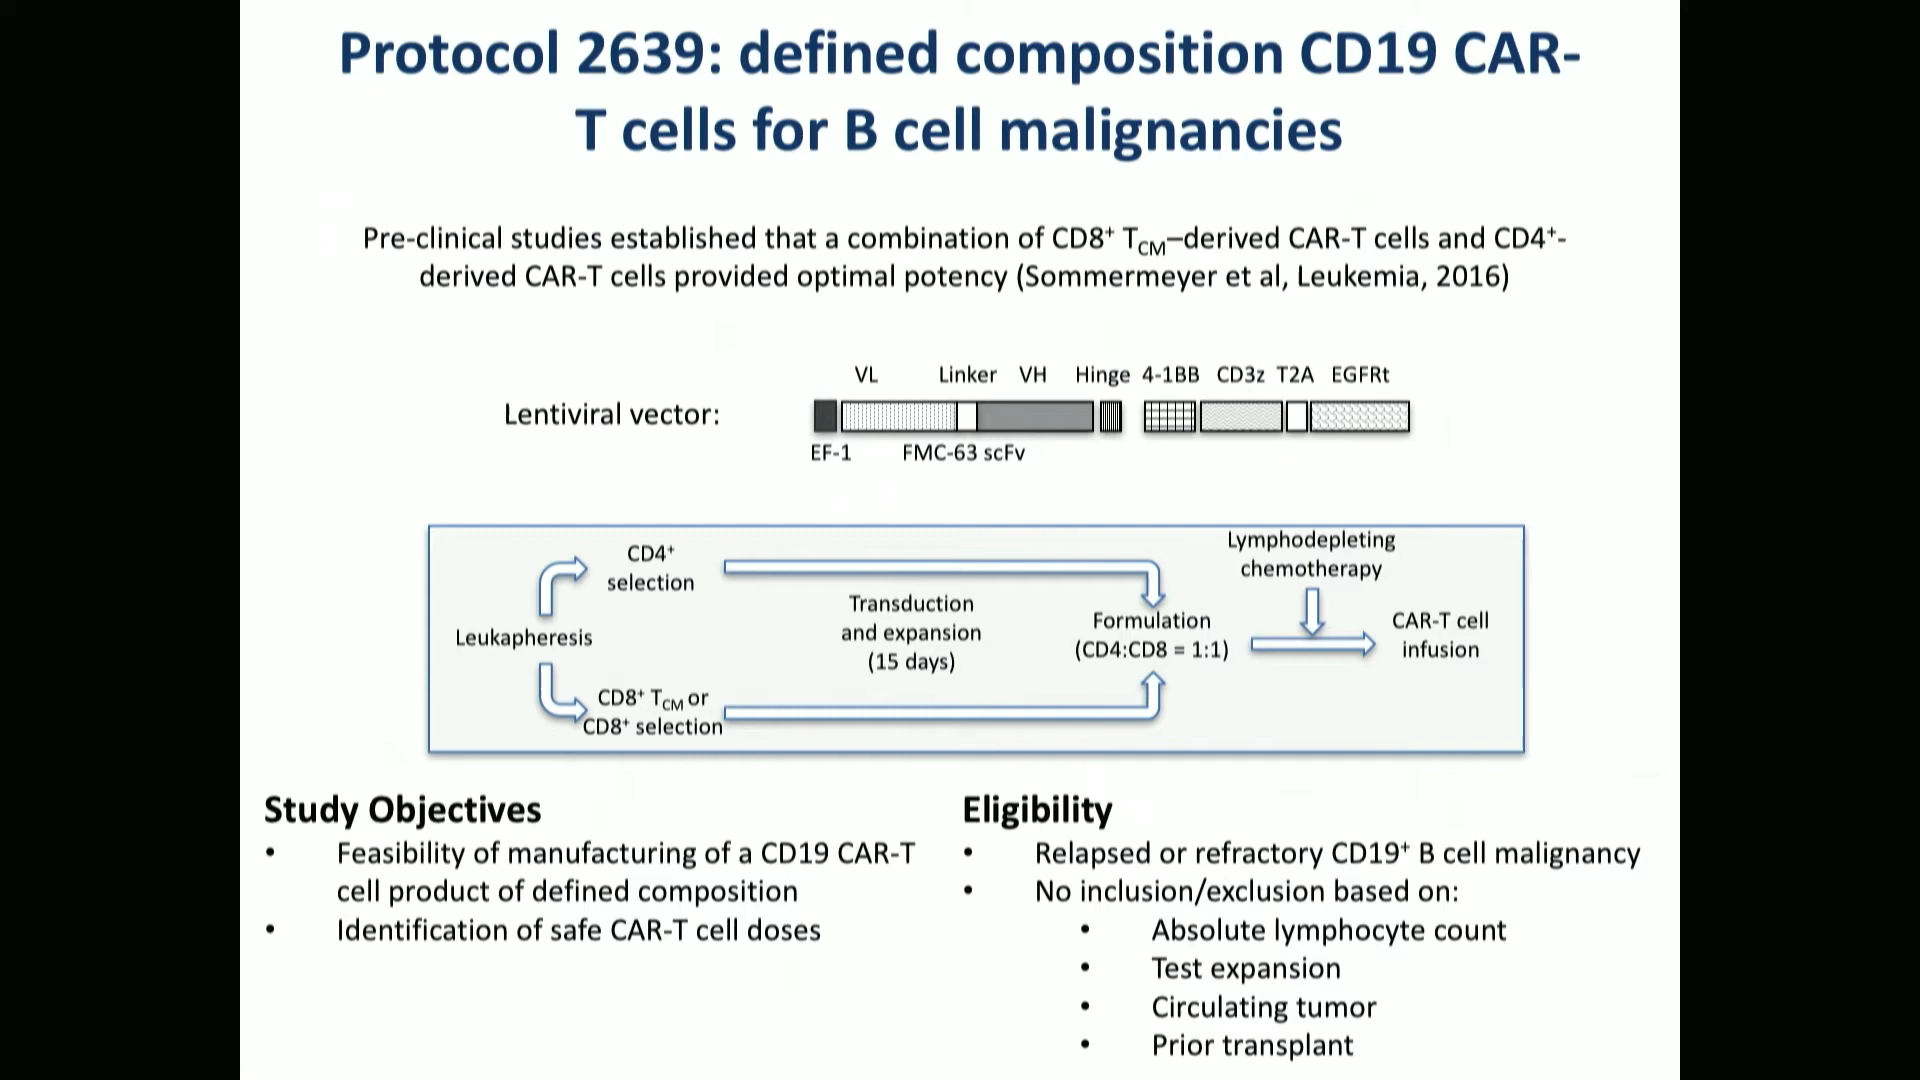 Protocol 2639: defined composition CD19 CAR-
T cells for B cell malignancies
Pre-clinical studies established that a combination of CD8⁺ TCM–derived CAR-T cells and CD4⁺-
derived CAR-T cells provided optimal potency (Sommermeyer et al, Leukemia, 2016)
VL Linker VH Hinge 4-1BB CD3z T2A EGFRt
Lentiviral vector:
EF-1 FMC-63 scFv
CD4⁺
selection
Leukapheresis
CD8⁺ TCM or
CD8⁺ selection
Transduction
and expansion
(15 days)
Formulation
(CD4:CD8 = 1:1)
Lymphodepleting
chemotherapy
CAR-T cell
infusion
Study Objectives
• Feasibility of manufacturing of a CD19 CAR-T
cell product of defined composition
• Identification of safe CAR-T cell doses
Eligibility
• Relapsed or refractory CD19⁺ B cell malignancy
• No inclusion/exclusion based on:
• Absolute lymphocyte count
• Test expansion
• Circulating tumor
• Prior transplant